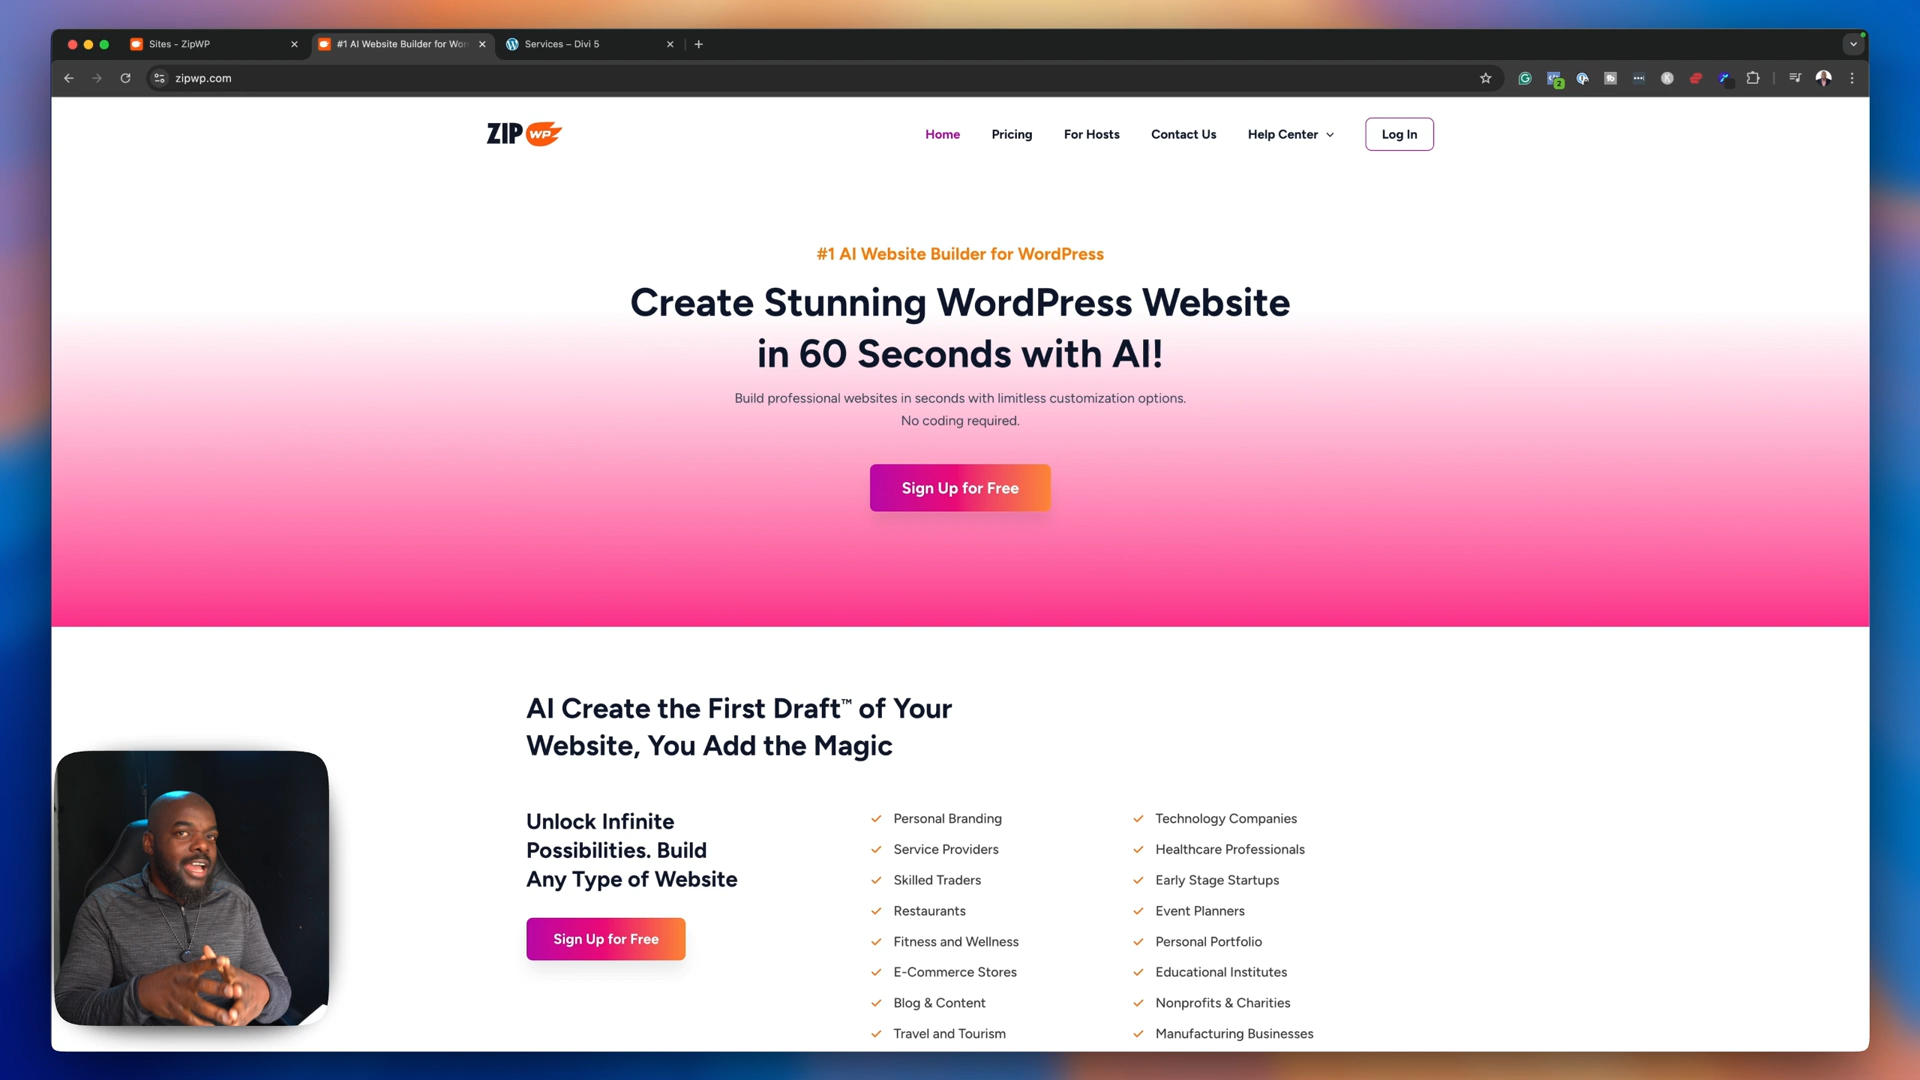 Sites - ZipWP
#1 AI Website Builder for Wor
Services – Divi 5
zipwp.com
2
ZIP WP
Home
Pricing
For Hosts
Contact Us
Help Center
Log In
#1 AI Website Builder for WordPress
Create Stunning WordPress Website
in 60 Seconds with AI!
Build professional websites in seconds with limitless customization options.
No coding required.
Sign Up for Free
AI Create the First Draft™ of Your
Website, You Add the Magic
Unlock Infinite
Possibilities. Build
Any Type of Website
Sign Up for Free
Personal Branding
Service Providers
Skilled Traders
Restaurants
Fitness and Wellness
E-Commerce Stores
Blog & Content
Travel and Tourism
Technology Companies
Healthcare Professionals
Early Stage Startups
Event Planners
Personal Portfolio
Educational Institutes
Nonprofits & Charities
Manufacturing Businesses